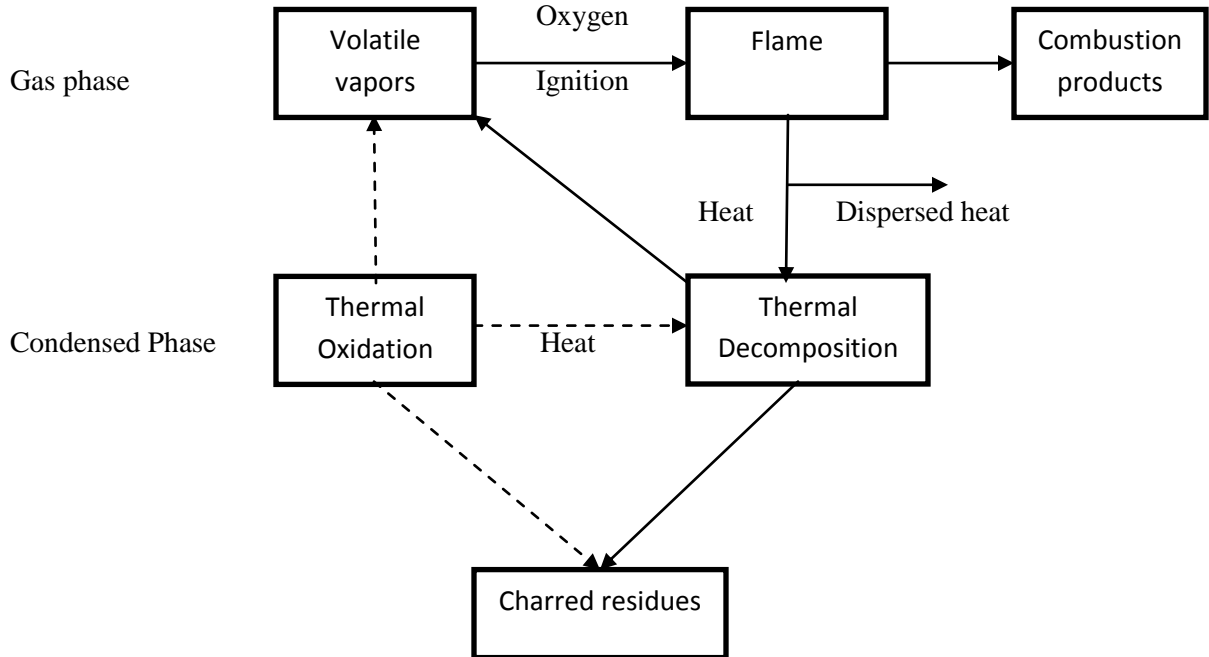 Oxygen
Volatile
vapors
Flame
Combustion
products
Gas phase
Ignition
Heat
Dispersed heat
Thermal
Oxidation
Thermal
Decomposition
Condensed Phase
Heat
Charred residues